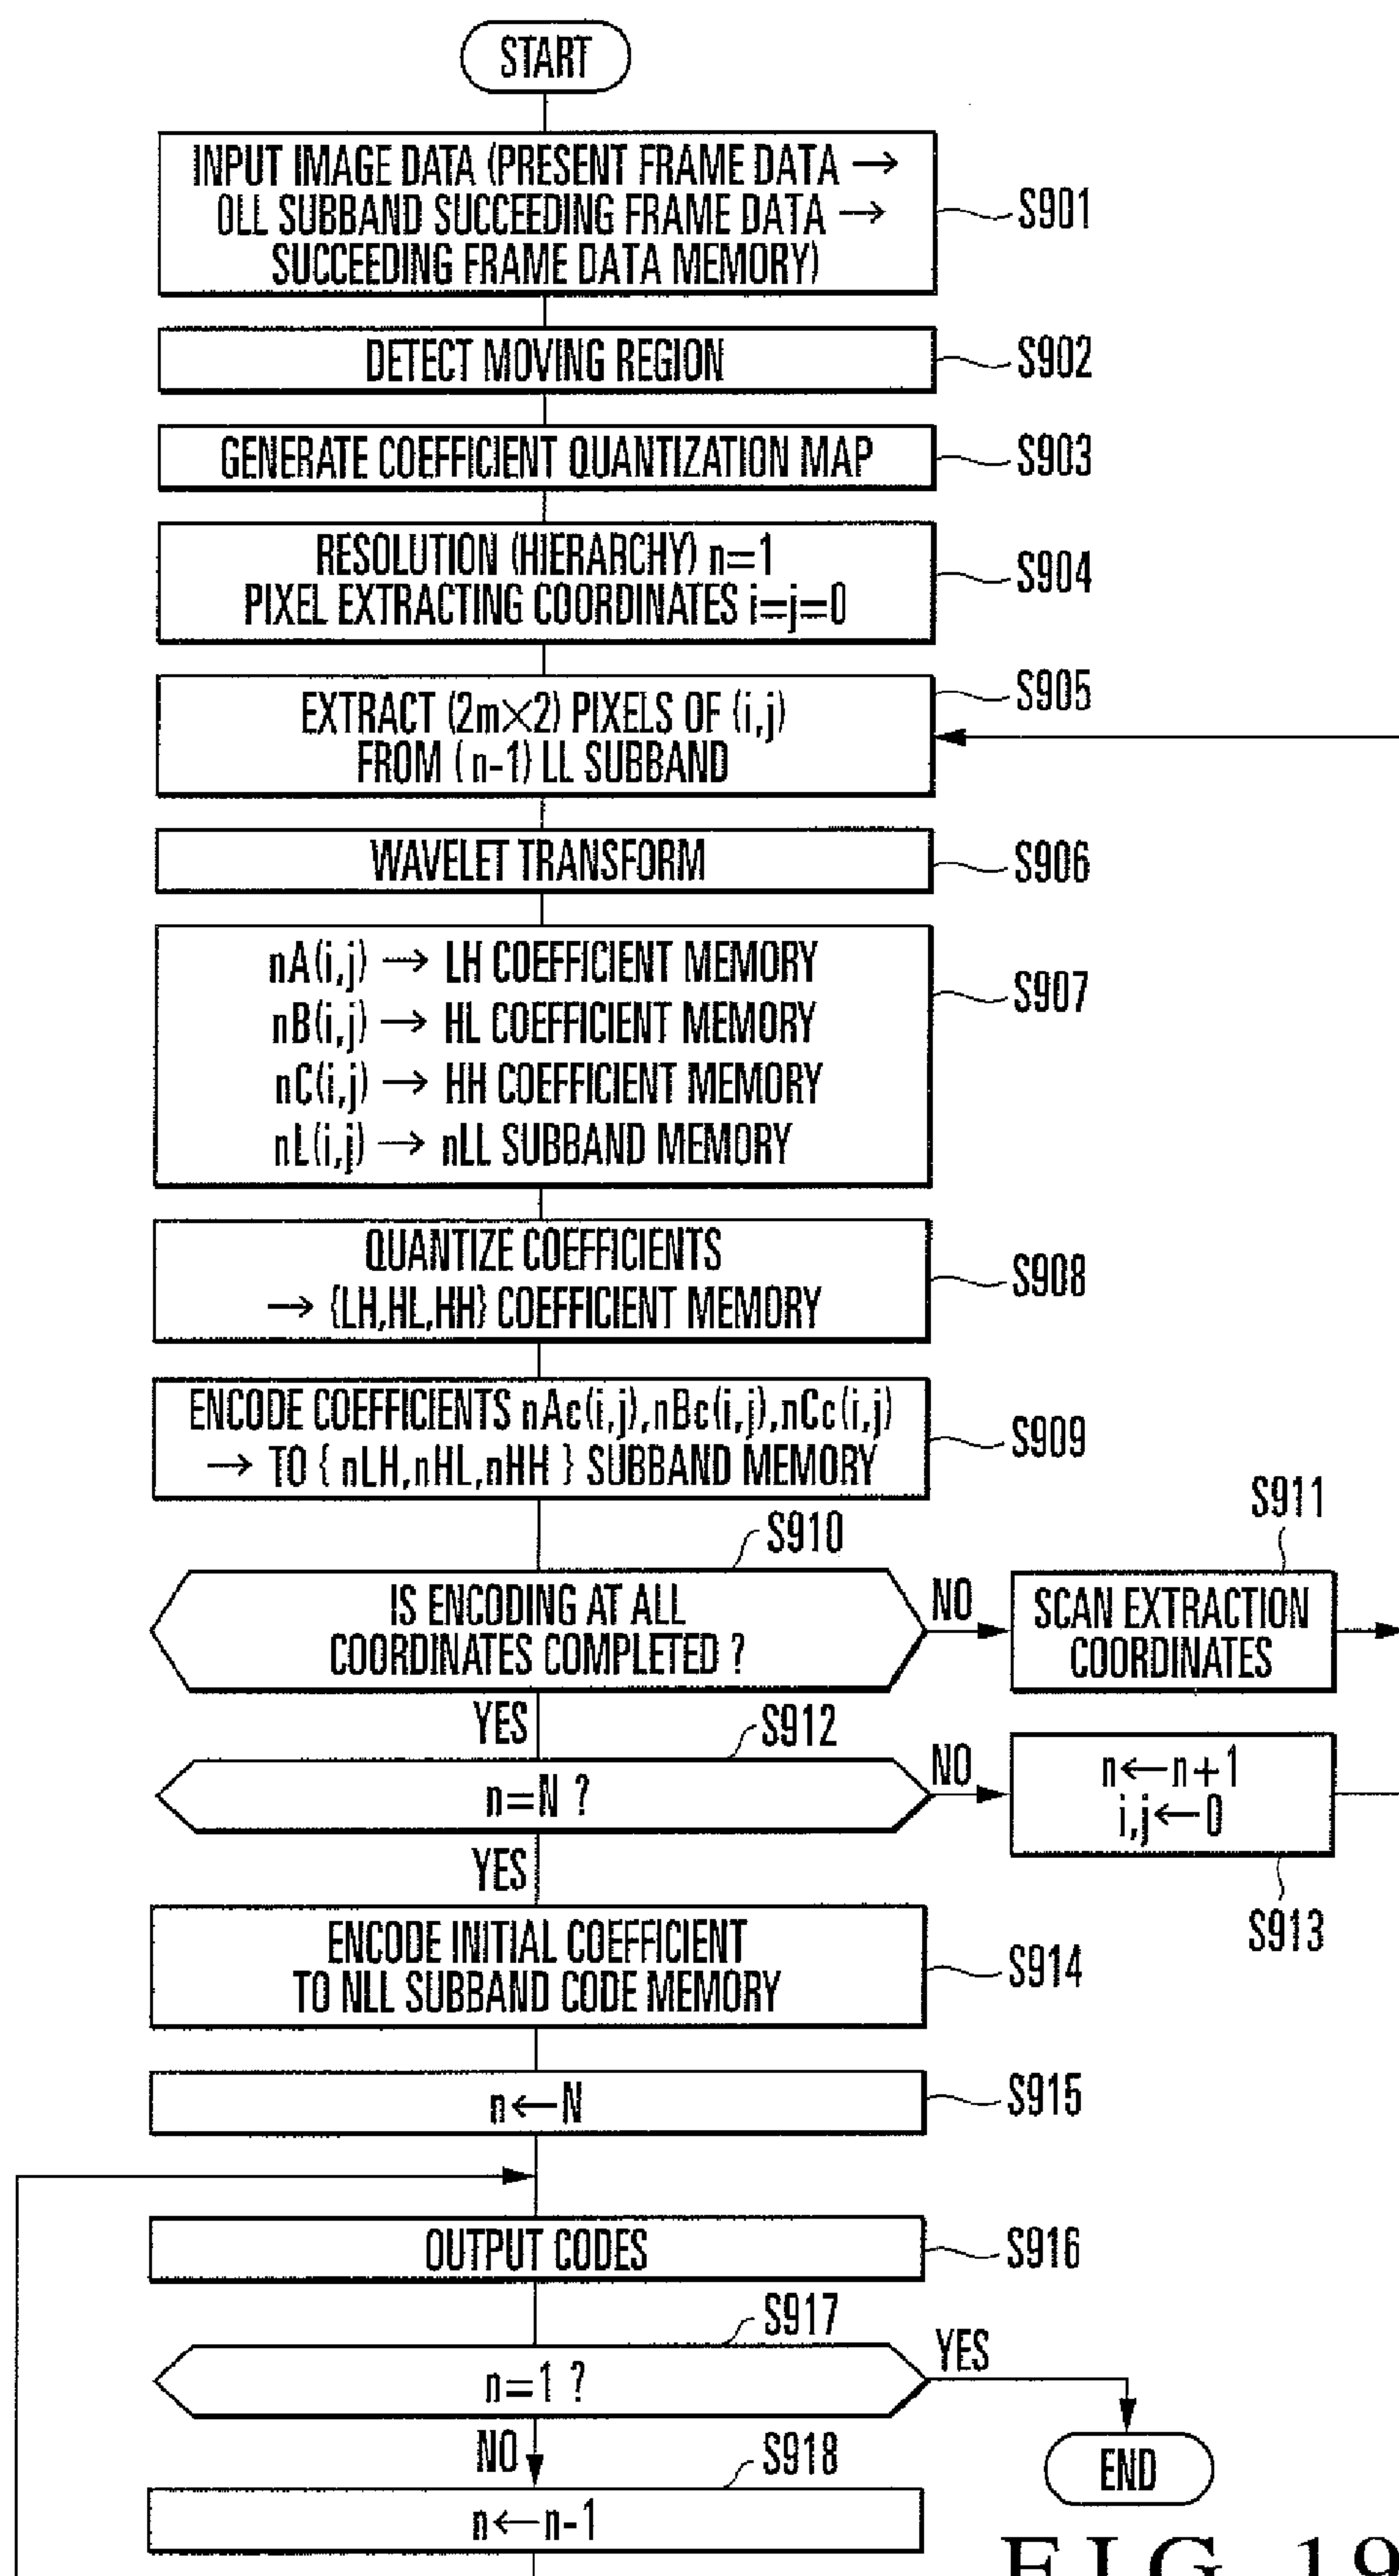 START
INPUT IMAGE DATA (PRESENT FRAME DATA →
OLL SUBBAND SUCCEEDING FRAME DATA →
SUCCEEDING FRAME DATA MEMORY)
S901
DETECT MOVING REGION
S902
GENERATE COEFFICIENT QUANTIZATION MAP
S903
RESOLUTION (HIERARCHY) n=1
PIXEL EXTRACTING COORDINATES i=j=0
S904
EXTRACT (2m×2) PIXELS OF (i,j)
FROM (n-1) LL SUBBAND
S905
WAVELET TRANSFORM
S906
nA(i,j) → LH COEFFICIENT MEMORY
nB(i,j) → HL COEFFICIENT MEMORY
nC(i,j) → HH COEFFICIENT MEMORY
nL(i,j) → nLL SUBBAND MEMORY
S907
QUANTIZE COEFFICIENTS
→ {LH,HL,HH} COEFFICIENT MEMORY
S908
ENCODE COEFFICIENTS nAc(i,j),nBc(i,j),nCc(i,j)
→ TO { nLH,nHL,nHH } SUBBAND MEMORY
S909
S910
IS ENCODING AT ALL
COORDINATES COMPLETED ?
NO
S911
SCAN EXTRACTION
COORDINATES
YES
S912
n=N ?
NO
n←n+1
i,j←0
S913
YES
ENCODE INITIAL COEFFICIENT
TO NLL SUBBAND CODE MEMORY
S914
n←N
S915
OUTPUT CODES
S916
S917
n=1 ?
YES
END
NO
S918
n←n-1
FIG. 19